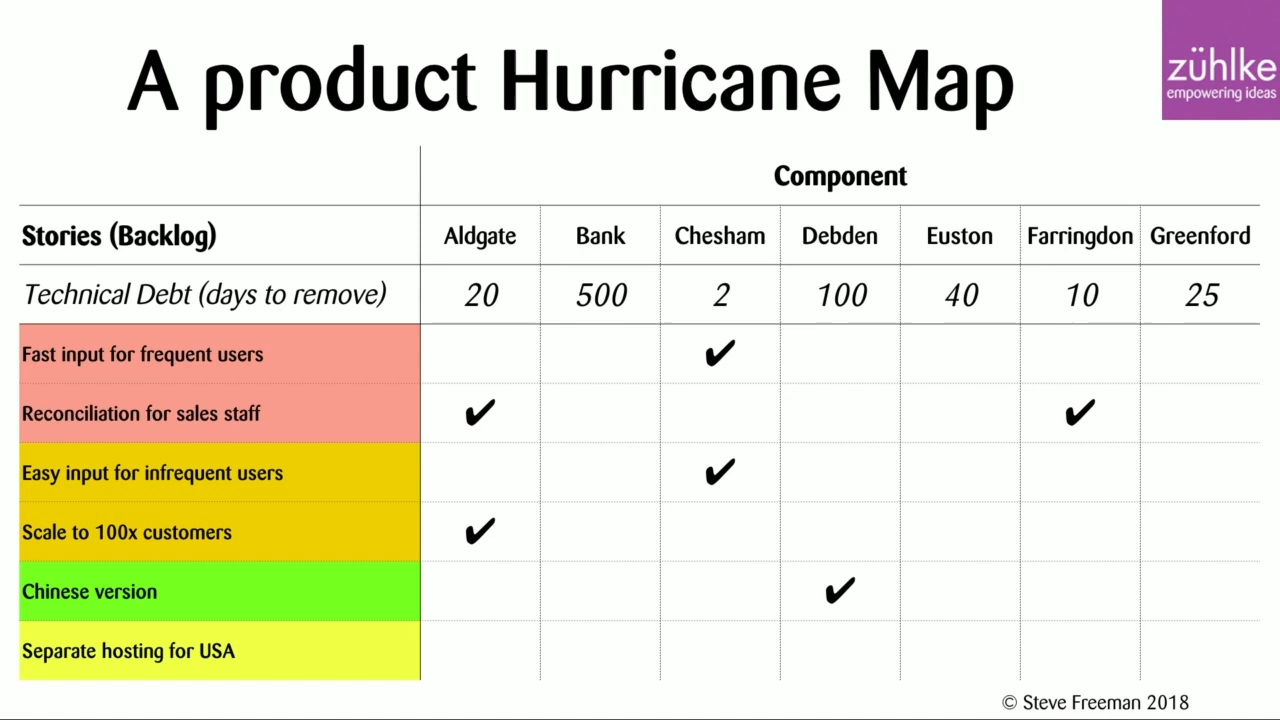 A product Hurricane Map
zühlke
empowering ideas
Component
Stories (Backlog) Aldgate Bank Chesham Debden Euston Farringdon Greenford
Technical Debt (days to remove) 20 500 2 100 40 10 25
Fast input for frequent users ✔
Reconciliation for sales staff ✔ ✔
Easy input for infrequent users ✔
Scale to 100x customers ✔
Chinese version ✔
Separate hosting for USA
© Steve Freeman 2018